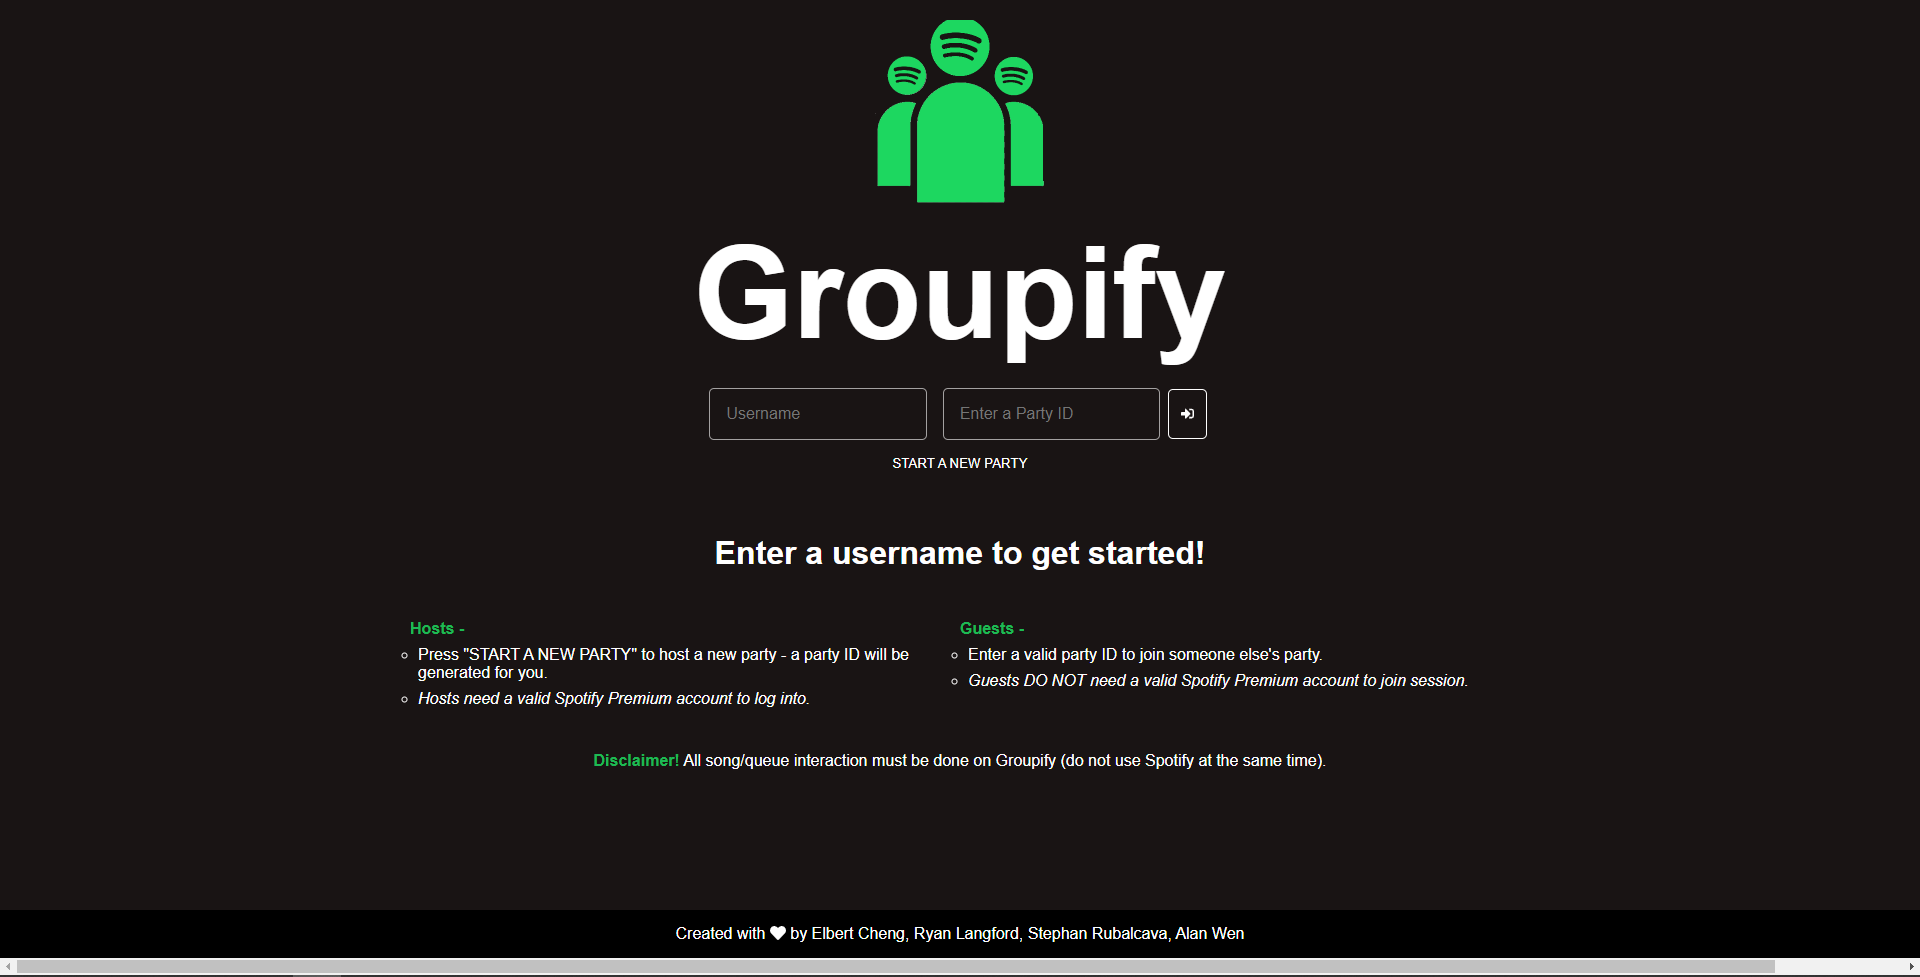 Groupify
Username
Enter a Party ID
START A NEW PARTY
Enter a username to get started!
Hosts -
Press "START A NEW PARTY" to host a new party - a party ID will be
generated for you.
Hosts need a valid Spotify Premium account to log into.
Guests -
Enter a valid party ID to join someone else's party.
Guests DO NOT need a valid Spotify Premium account to join session.
Disclaimer! All song/queue interaction must be done on Groupify (do not use Spotify at the same time).
Created with ♥ by Elbert Cheng, Ryan Langford, Stephan Rubalcava, Alan Wen